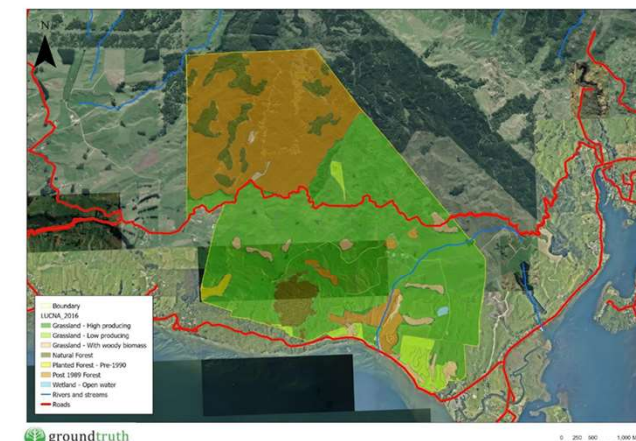 N
Boundary
LUCNA_2016
Grassland - High producing
Grassland - Low producing
Grassland - With woody biomass
Natural Forest
Planted Forest - Pre-1990
Post 1989 Forest
Wetland - Open water
Rivers and streams
Roads
groundtruth
0 250 500 1,000 M